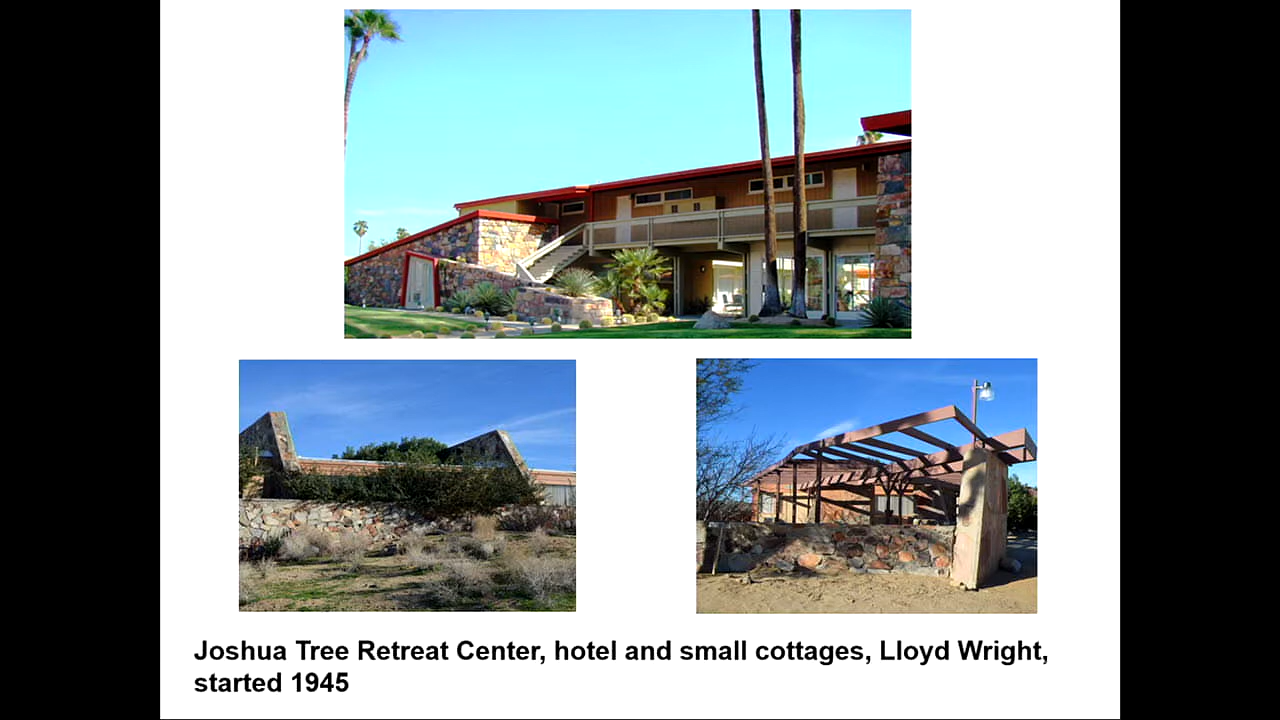 Joshua Tree Retreat Center, hotel and small cottages, Lloyd Wright,
started 1945